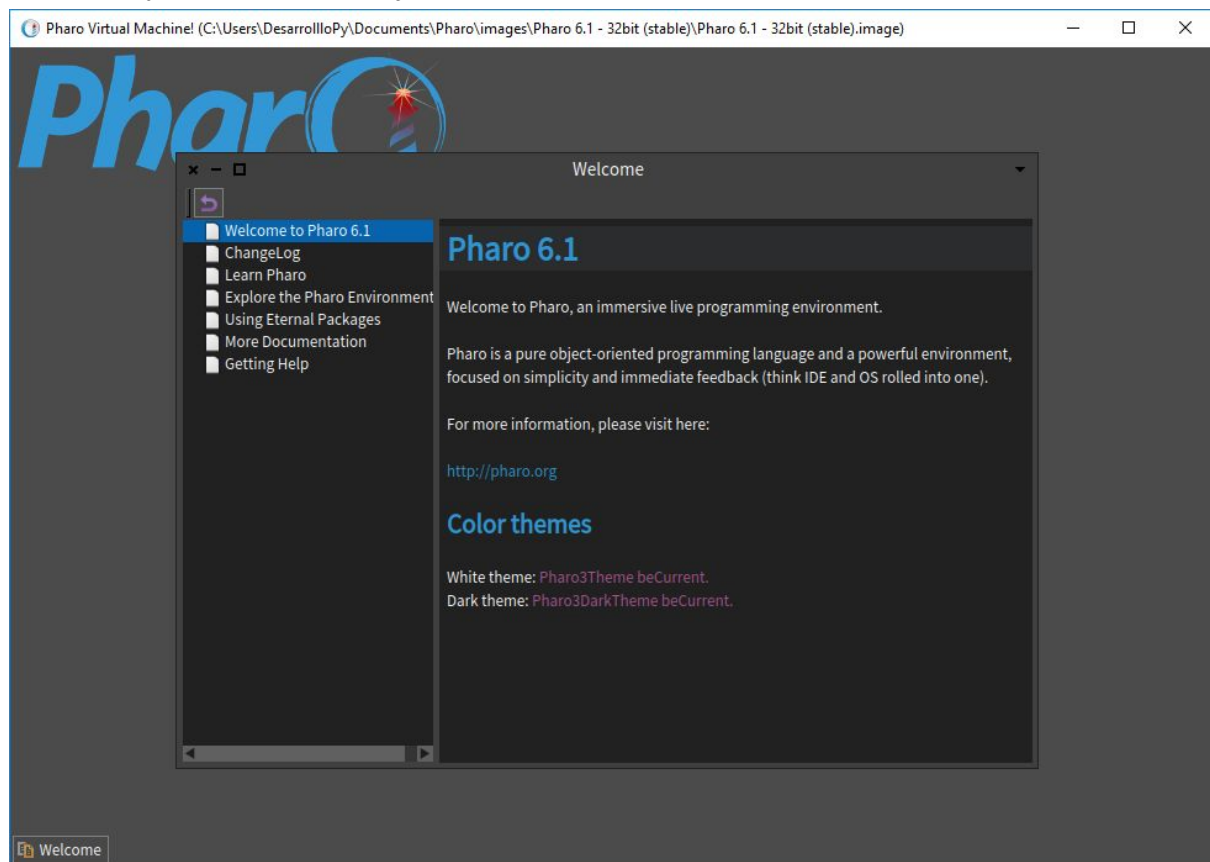 Pharo Virtual Machine! (C:\Users\DesarrollloPy\Documents\Pharo\images\Pharo 6.1 - 32bit (stable)\Pharo 6.1 - 32bit (stable).image)
Pharo
Welcome
Welcome to Pharo 6.1
ChangeLog
Learn Pharo
Explore the Pharo Environment
Using Eternal Packages
More Documentation
Getting Help
Pharo 6.1
Welcome to Pharo, an immersive live programming environment.
Pharo is a pure object-oriented programming language and a powerful environment,
focused on simplicity and immediate feedback (think IDE and OS rolled into one).
For more information, please visit here:
http://pharo.org
Color themes
White theme: Pharo3Theme beCurrent.
Dark theme: Pharo3DarkTheme beCurrent.
Welcome